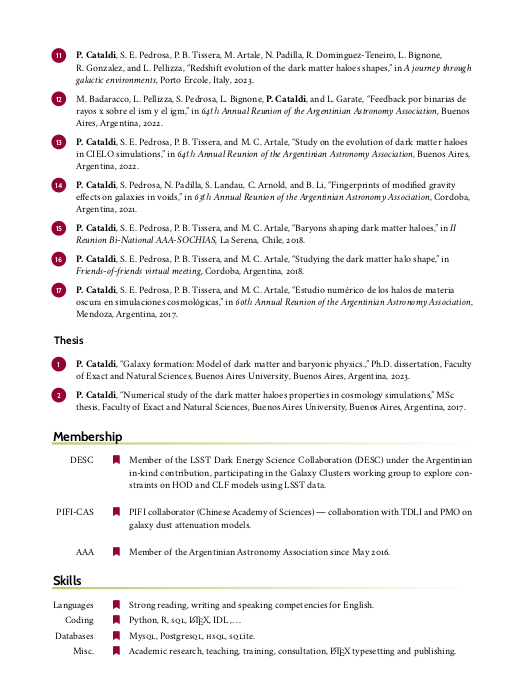 11 P. Cataldi, S. E. Pedrosa, P. B. Tissera, M. Artale, N. Padilla, R. Dominguez-Teneiro, L. Bignone,
R. Gonzalez, and L. Pellizza, “Redshift evolution of the dark matter haloes shapes,” in A journey through
galactic environments, Porto Ercole, Italy, 2023.
12 M. Badaracco, L. Pellizza, S. Pedrosa, L. Bignone, P. Cataldi, and L. Garate, “Feedback por binarias de
rayos x sobre el ism y el igm,” in 64th Annual Reunion of the Argentinian Astronomy Association, Buenos
Aires, Argentina, 2022.
13 P. Cataldi, S. E. Pedrosa, P. B. Tissera, and M. C. Artale, “Study on the evolution of dark matter haloes
in CIELO simulations,” in 64th Annual Reunion of the Argentinian Astronomy Association, Buenos Aires,
Argentina, 2022.
14 P. Cataldi, S. Pedrosa, N. Padilla, S. Landau, C. Arnold, and B. Li, “Fingerprints of modified gravity
effects on galaxies in voids,” in 63th Annual Reunion of the Argentinian Astronomy Association, Cordoba,
Argentina, 2021.
15 P. Cataldi, S. E. Pedrosa, P. B. Tissera, and M. C. Artale, “Baryons shaping dark matter haloes,” in II
Reunion Bi-National AAA-SOCHIAS, La Serena, Chile, 2018.
16 P. Cataldi, S. E. Pedrosa, P. B. Tissera, and M. C. Artale, “Studying the dark matter halo shape,” in
Friends-of-friends virtual meeting, Cordoba, Argentina, 2018.
17 P. Cataldi, S. E. Pedrosa, P. B. Tissera, and M. C. Artale, “Estudio numérico de los halos de materia
oscura en simulaciones cosmológicas,” in 60th Annual Reunion of the Argentinian Astronomy Association,
Mendoza, Argentina, 2017.
Thesis
1 P. Cataldi, “Galaxy formation: Model of dark matter and baryonic physics.,” Ph.D. dissertation, Faculty
of Exact and Natural Sciences, Buenos Aires University, Buenos Aires, Argentina, 2023.
2 P. Cataldi, “Numerical study of the dark matter haloes properties in cosmology simulations,” MSc
thesis, Faculty of Exact and Natural Sciences, Buenos Aires University, Buenos Aires, Argentina, 2017.
Membership
DESC Member of the LSST Dark Energy Science Collaboration (DESC) under the Argentinian
in-kind contribution, participating in the Galaxy Clusters working group to explore con-
straints on HOD and CLF models using LSST data.
PIFI-CAS PIFI collaborator (Chinese Academy of Sciences) — collaboration with TDLI and PMO on
galaxy dust attenuation models.
AAA Member of the Argentinian Astronomy Association since May 2016.
Skills
Languages Strong reading, writing and speaking competencies for English.
Coding Python, R, SQL, LATEX, IDL ,...
Databases MySQL, PostgreSQL, HSQL, SQLite.
Misc. Academic research, teaching, training, consultation, LATEX typesetting and publishing.